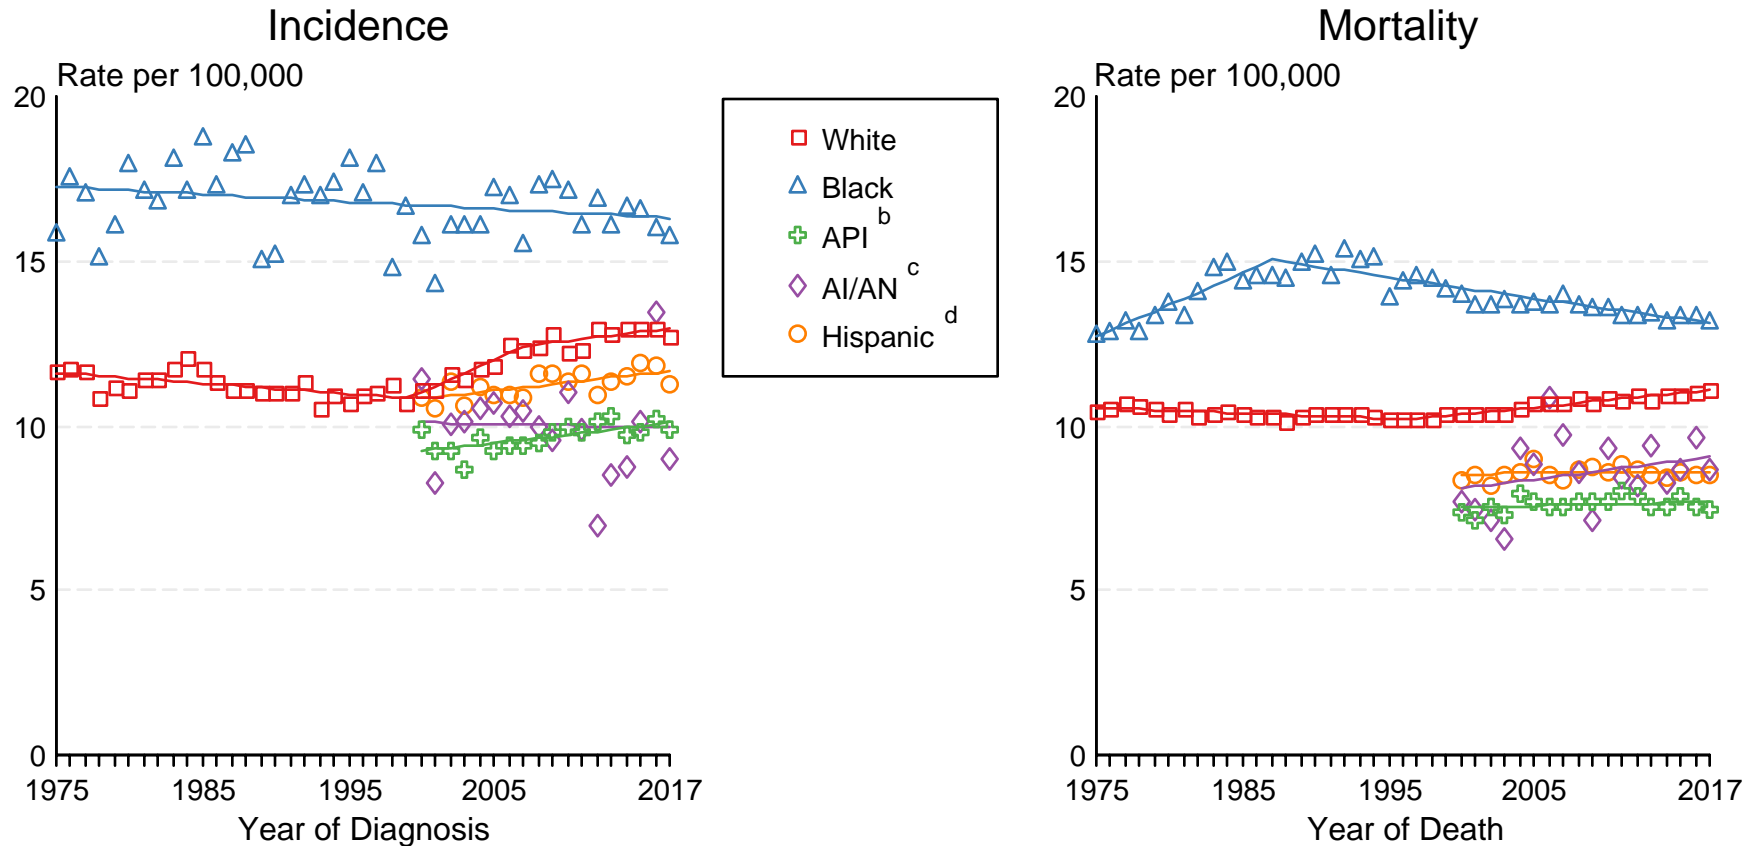 Incidence
Rate per 100,000
20
15
10
5
0
1975 1985 1995 2005 2017
Year of Diagnosis
White
Black
API b
AI/AN c
Hispanic d
Mortality
Rate per 100,000
20
15
10
5
0
1975 1985 1995 2005 2017
Year of Death